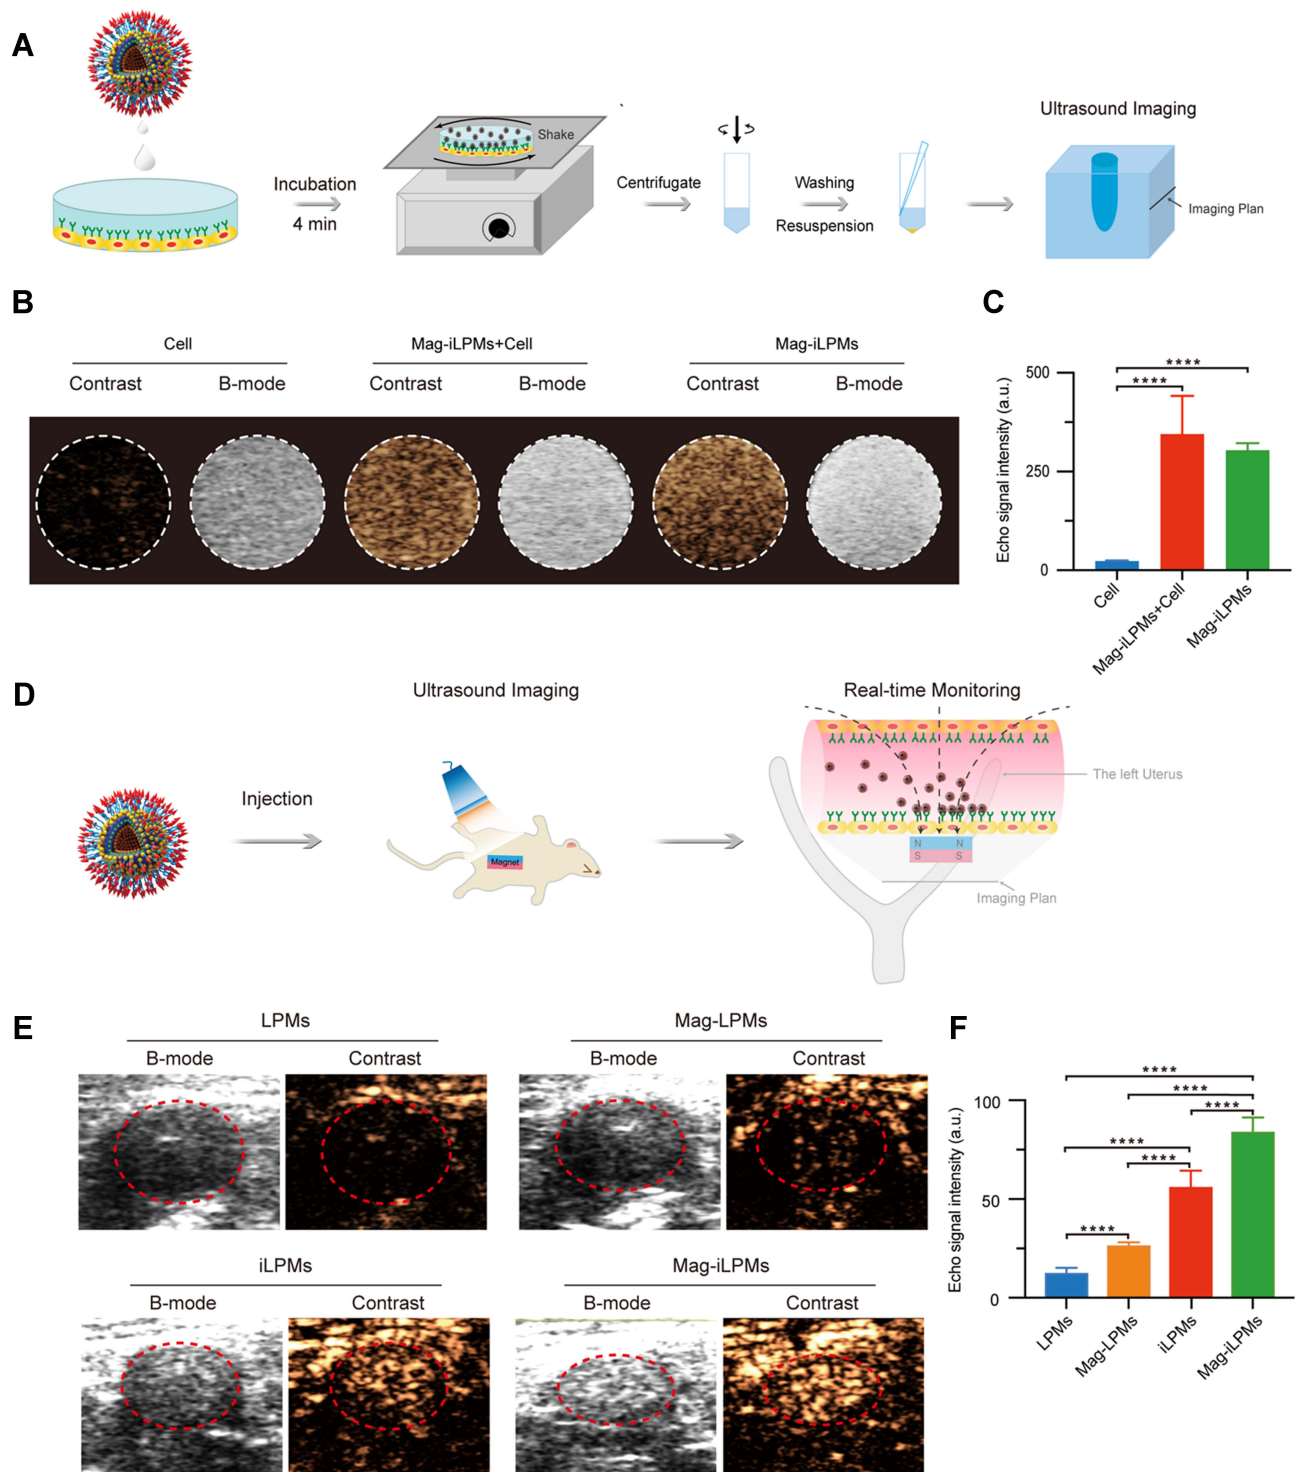 A
Incubation
4 min
Shake
Centrifugate
Washing
Resuspension
Ultrasound Imaging
Imaging Plan
B
Cell
Mag-iLPMs+Cell
Mag-iLPMs
Contrast
B-mode
Contrast
B-mode
Contrast
B-mode
C
Echo signal intensity (a.u.)
500
250
0
****
****
Cell
Mag-iLPMs+Cell
Mag-iLPMs
D
Injection
Ultrasound Imaging
Magnet
Real-time Monitoring
The left Uterus
N
N
S
S
Imaging Plan
E
LPMs
B-mode
Contrast
Mag-LPMs
B-mode
Contrast
iLPMs
B-mode
Contrast
Mag-iLPMs
B-mode
Contrast
F
Echo signal intensity (a.u.)
100
50
0
****
****
****
****
****
****
LPMs
Mag-LPMs
iLPMs
Mag-iLPMs